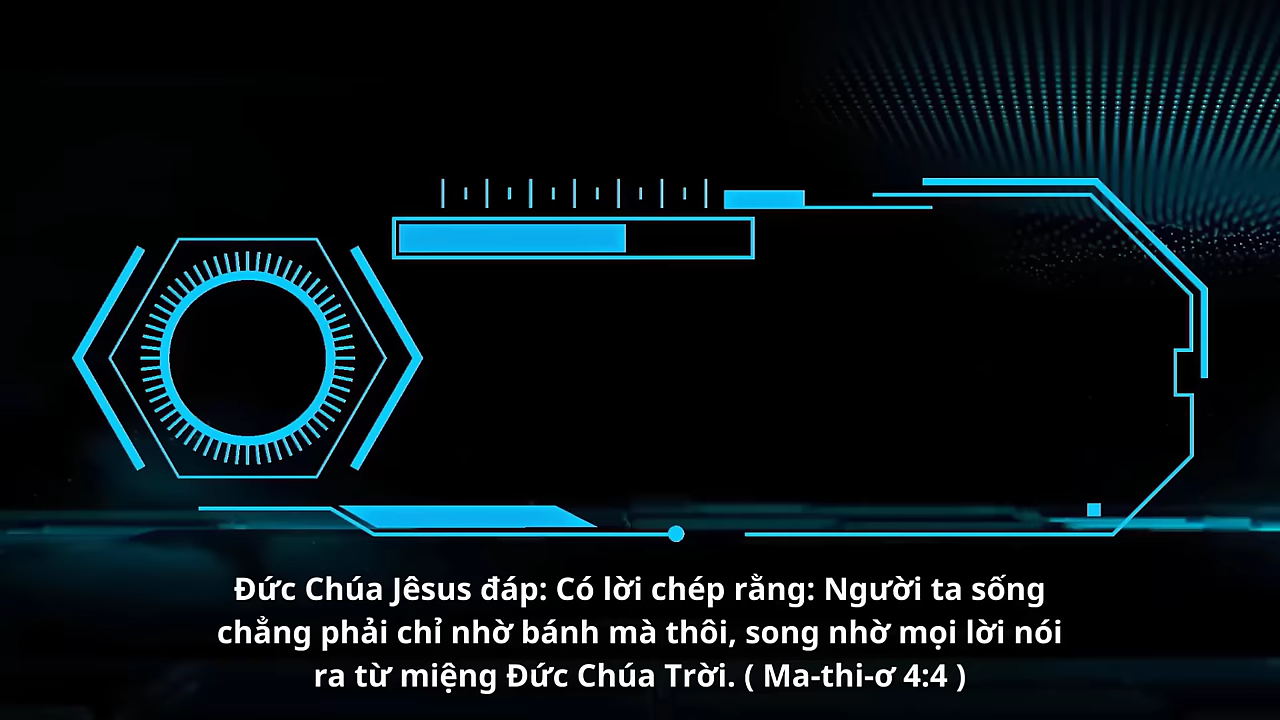 Đức Chúa Jêsus đáp: Có lời chép rằng: Người ta sống
chẳng phải chỉ nhờ bánh mà thôi, song nhờ mọi lời nói
ra từ miệng Đức Chúa Trời. ( Ma-thi-ơ 4:4 )